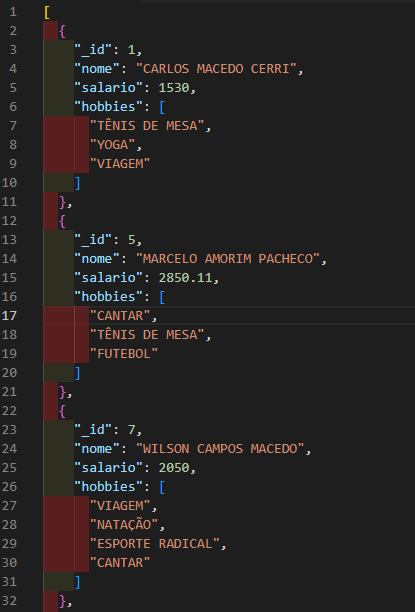 1 [
2 {
3 "_id": 1,
4 "nome": "CARLOS MACEDO CERRI",
5 "salario": 1530,
6 "hobbies": [
7 "TÊNIS DE MESA",
8 "YOGA",
9 "VIAGEM"
10 ]
11 },
12 {
13 "_id": 5,
14 "nome": "MARCELO AMORIM PACHECO",
15 "salario": 2850.11,
16 "hobbies": [
17 "CANTAR",
18 "TÊNIS DE MESA",
19 "FUTEBOL"
20 ]
21 },
22 {
23 "_id": 7,
24 "nome": "WILSON CAMPOS MACEDO",
25 "salario": 2050,
26 "hobbies": [
27 "VIAGEM",
28 "NATAÇÃO",
29 "ESPORTE RADICAL",
30 "CANTAR"
31 ]
32 },